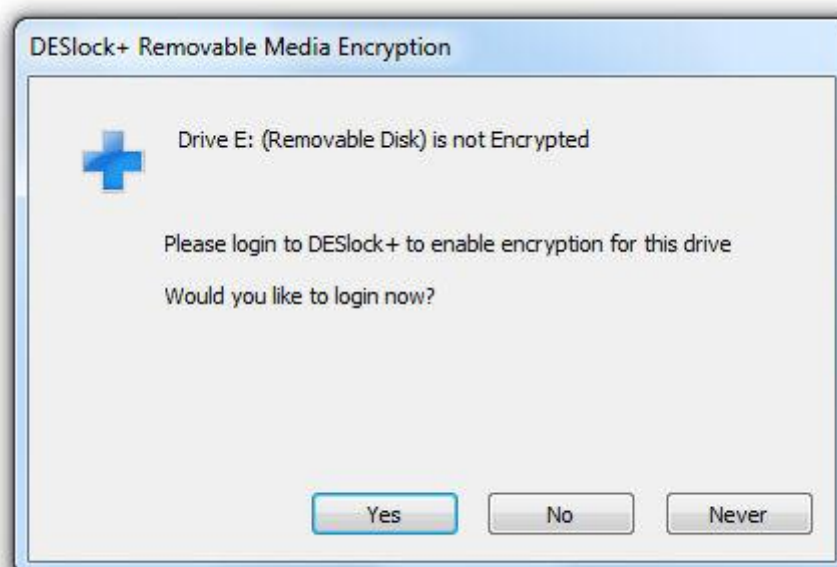 DESlock+ Removable Media Encryption
Drive E: (Removable Disk) is not Encrypted
Please login to DESlock+ to enable encryption for this drive
Would you like to login now?
Yes No Never